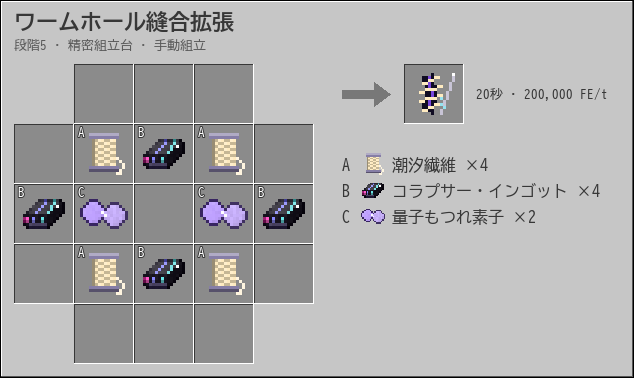 ワームホール縫合拡張
段階5 · 精密組立台 · 手動組立
20秒 · 200,000 FE/t
A B A
A 潮汐繊維 ×4
B コラプサー・インゴット ×4
B C C B
C 量子もつれ素子 ×2
A B A